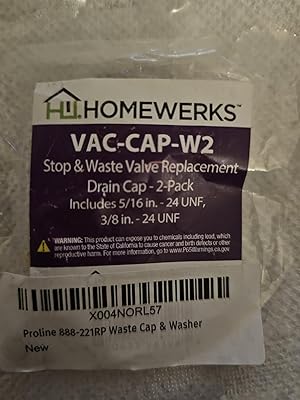 HW. HOMEWERKS™
VAC-CAP-W2
Stop & Waste Valve Replacement
Drain Cap - 2-Pack
Includes 5/16 in. - 24 UNF,
3/8 in. - 24 UNF
WARNING: This product can expose you to chemicals including lead, which
are known to the State of California to cause cancer and birth defects or other
reproductive harm. For more information, go to www.P65Warnings.ca.gov
X004NORL57
Proline 888-221RP Waste Cap & Washer
New